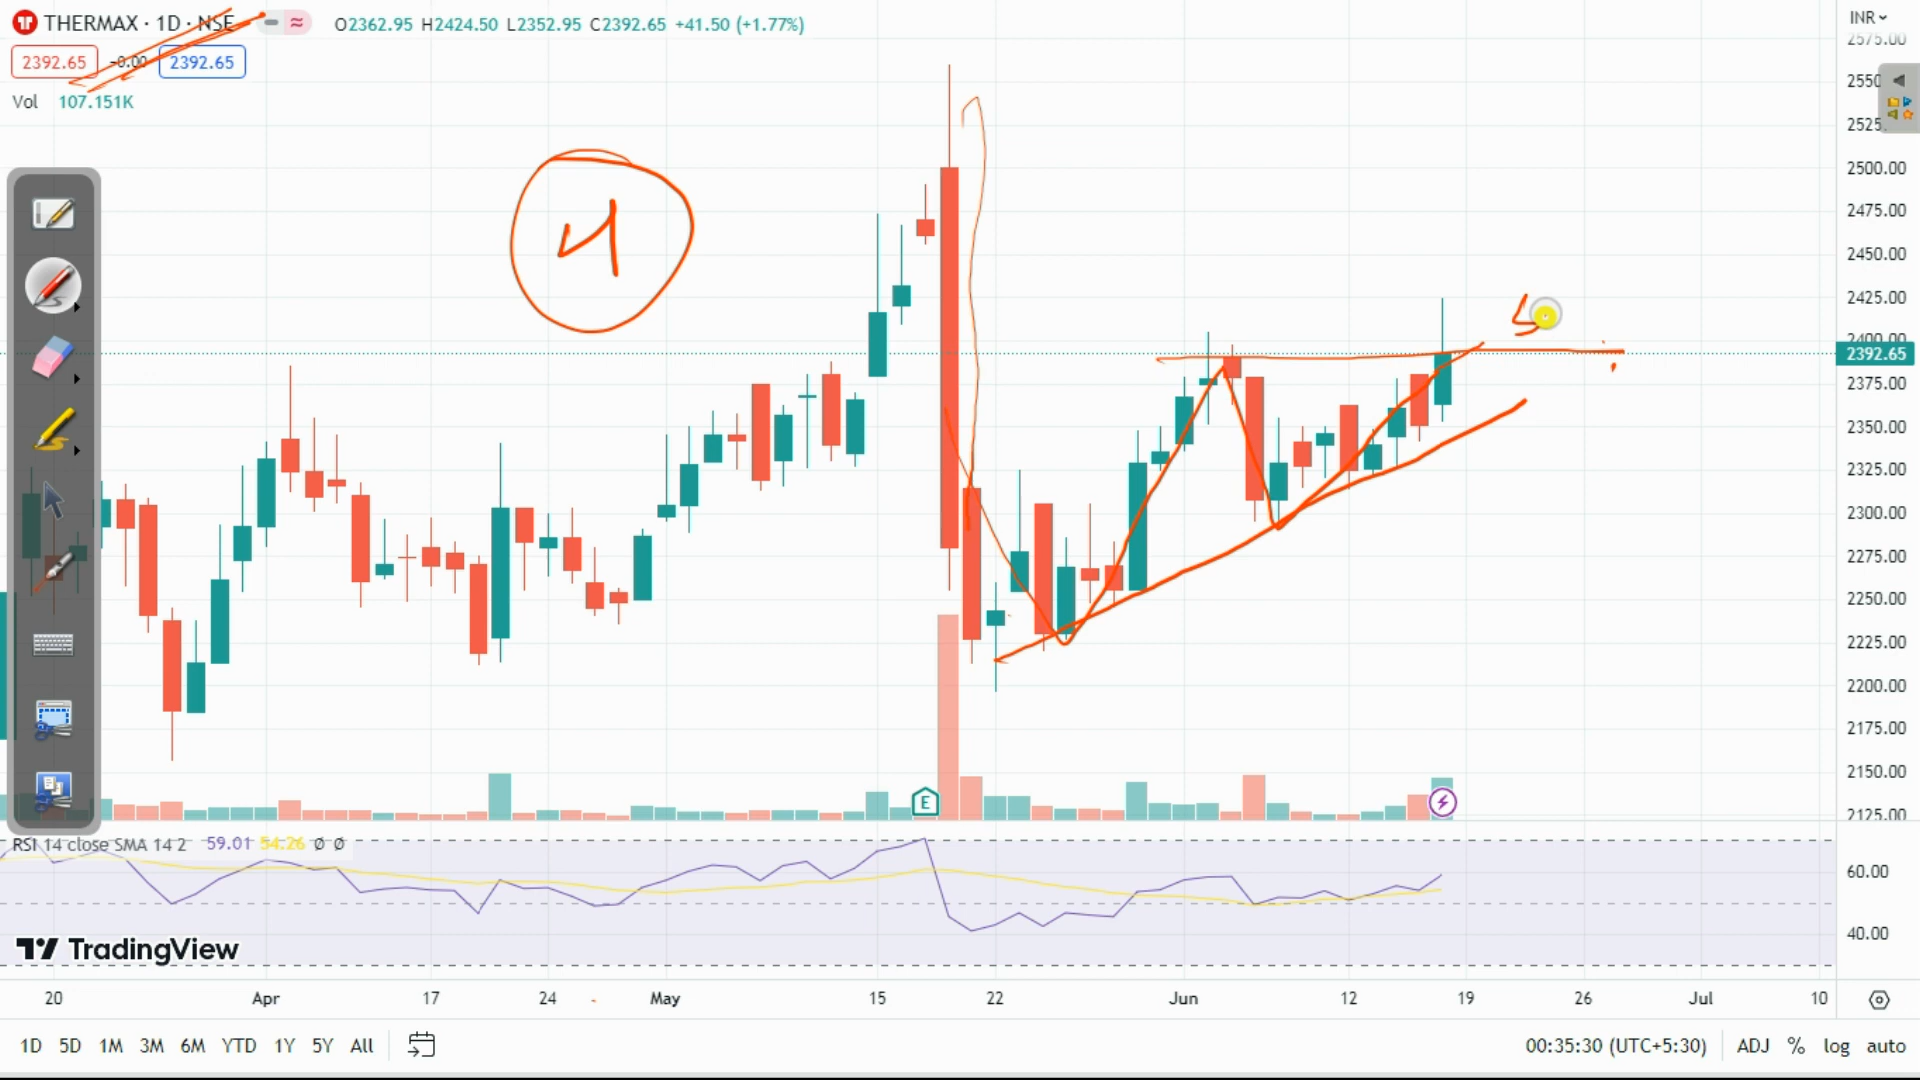 THERMAX · 1D · NSE
O2362.95 H2424.50 L2352.95 C2392.65 +41.50 (+1.77%)
INR
2392.65 -0.00 2392.65
Vol 107.151K
2575.00
2550
2525
2500.00
2475.00
2450.00
2425.00
2400.00
2392.65
2375.00
2350.00
2325.00
2300.00
2275.00
2250.00
2225.00
2200.00
2175.00
2150.00
2125.00
4
E
RSI 14 close SMA 14 2 59.01 54.26 Ø Ø
60.00
40.00
TradingView
20 Apr 17 24 May 15 22 Jun 12 19 26 Jul 10
1D 5D 1M 3M 6M YTD 1Y 5Y All
00:35:30 (UTC+5:30) ADJ % log auto